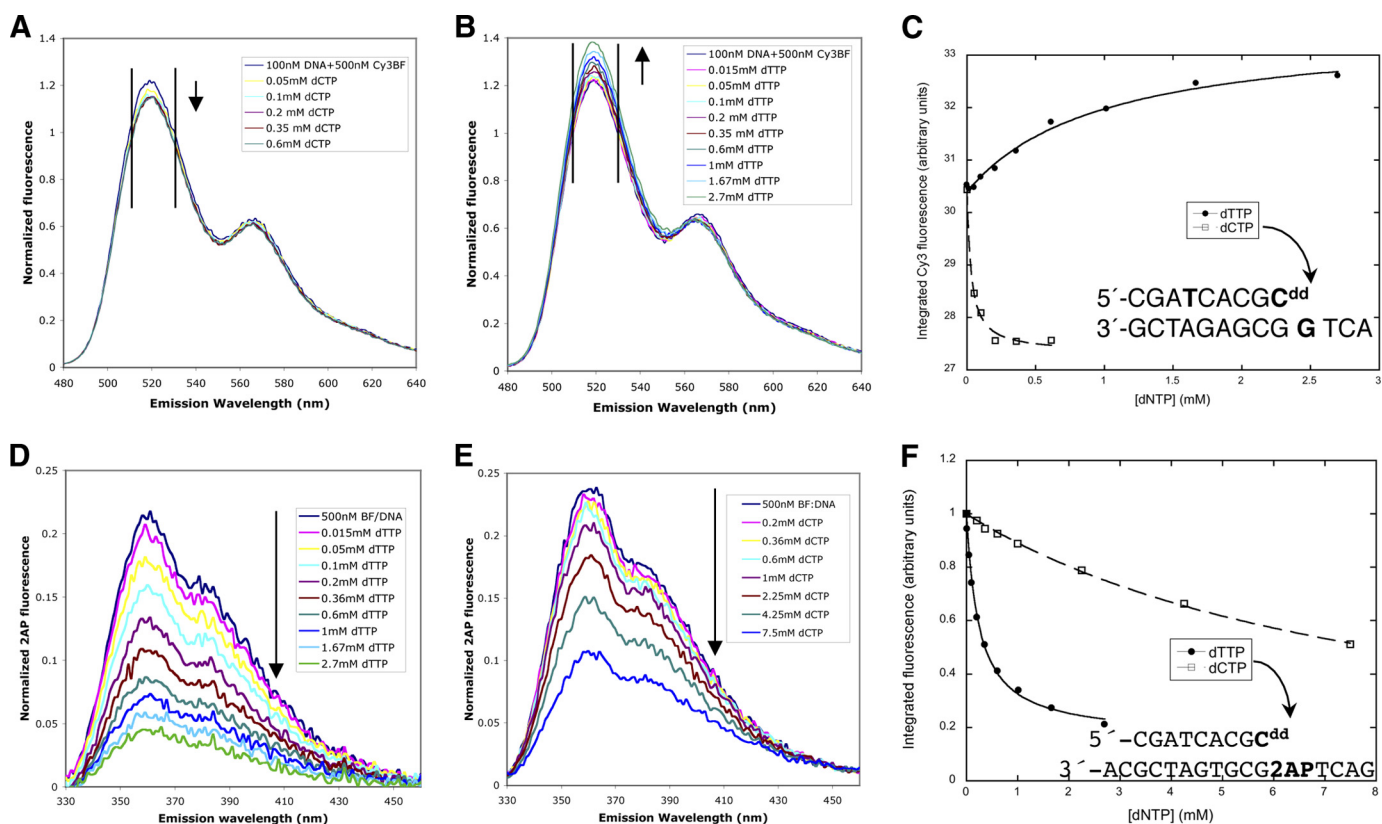 A
Normalized fluorescence
1.4
1.2
1
0.8
0.6
0.4
0.2
0
480 500 520 540 560 580 600 620 640
Emission Wavelength (nm)
100nM DNA+500nM Cy3BF
0.05mM dCTP
0.1mM dCTP
0.2 mM dCTP
0.35 mM dCTP
0.6mM dCTP
B
Normalized fluorescence
1.4
1.2
1
0.8
0.6
0.4
0.2
0
480 500 520 540 560 580 600 620 640
Emission Wavelength (nm)
100nM DNA+500nM Cy3BF
0.015mM dTTP
0.05mM dTTP
0.1mM dTTP
0.2 mM dTTP
0.35 mM dTTP
0.6mM dTTP
1mM dTTP
1.67mM dTTP
2.7mM dTTP
C
Integrated Cy3 fluorescence (arbitrary units)
33
32
31
30
29
28
27
0 0.5 1 1.5 2 2.5 3
[dNTP] (mM)
dTTP
dCTP
5´-CGATCACGCdd
3´-GCTAGAGCG G TCA
D
Normalized 2AP fluorescence
0.25
0.2
0.15
0.1
0.05
0
330 350 370 390 410 430 450
Emission wavelength (nm)
500nM BF/DNA
0.015mM dTTP
0.05mM dTTP
0.1mM dTTP
0.2mM dTTP
0.36mM dTTP
0.6mM dTTP
1mM dTTP
1.67mM dTTP
2.7mM dTTP
E
Normalized 2AP fluorescence
0.25
0.2
0.15
0.1
0.05
0.00
330 350 370 390 410 430 450
Emission wavelength (nm)
500nM BF:DNA
0.2mM dCTP
0.36mM dCTP
0.6mM dCTP
1mM dCTP
2.25mM dCTP
4.25mM dCTP
7.5mM dCTP
F
Integrated fluorescence (arbitrary units)
1.2
1
0.8
0.6
0.4
0.2
0
0 1 2 3 4 5 6 7 8
[dNTP] (mM)
dTTP
dCTP
5´-CGATCACGCdd
3´-ACGCTAGTGCG2APTCAG